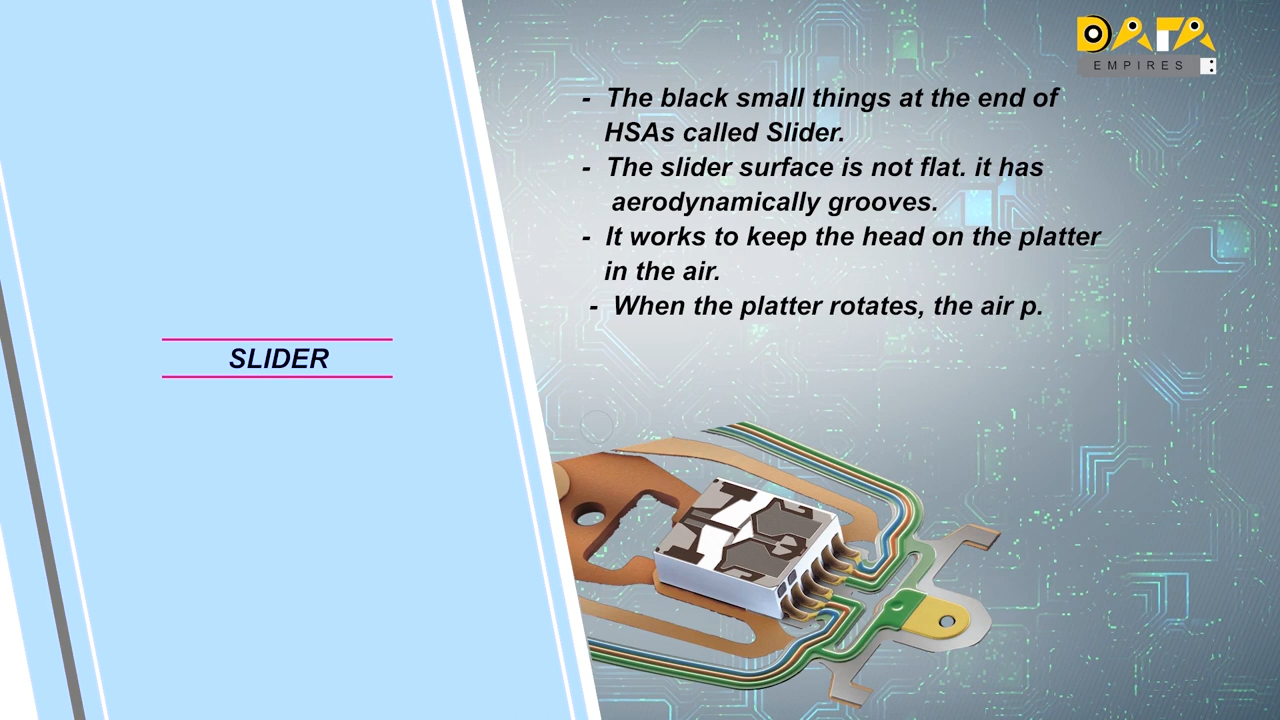 DATA
EMPIRES
- The black small things at the end of
HSAs called Slider.
- The slider surface is not flat. it has
aerodynamically grooves.
- It works to keep the head on the platter
in the air.
- When the platter rotates, the air p.
SLIDER